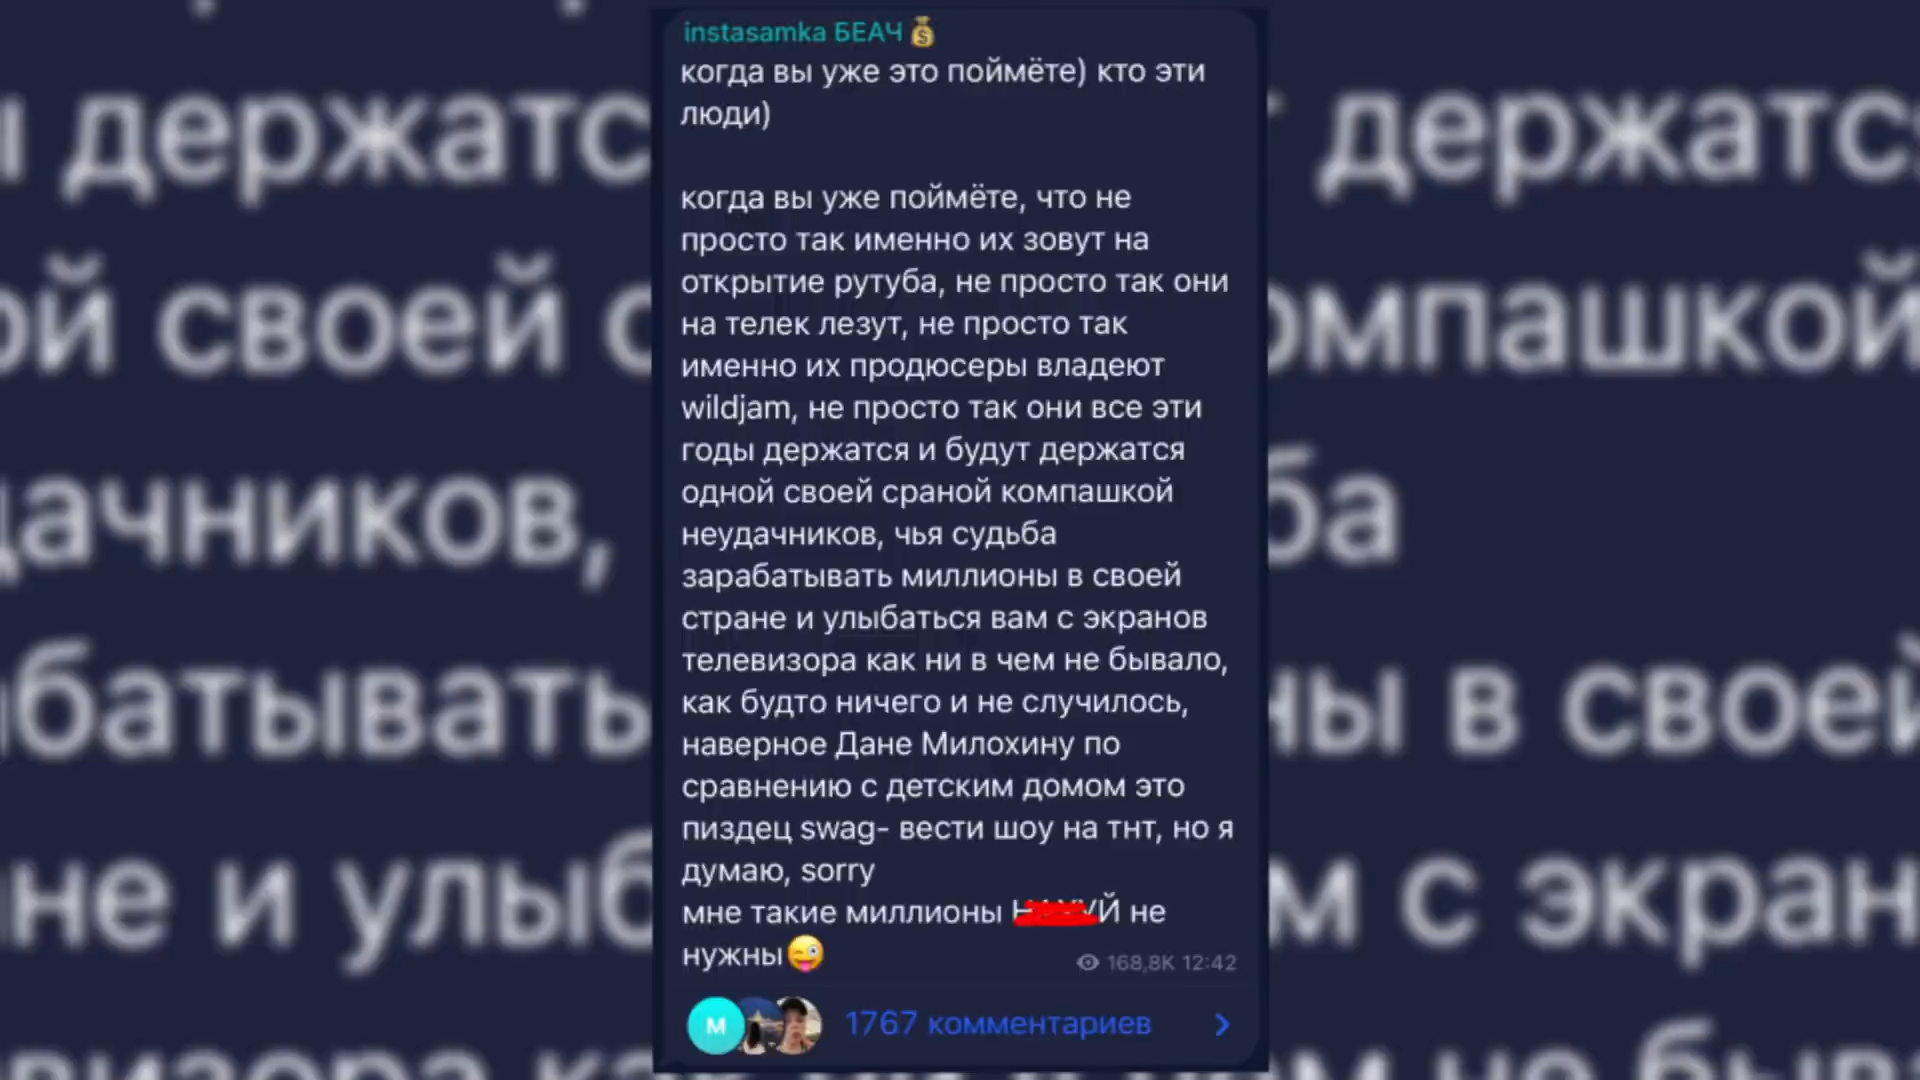 instasamka БЕАЧ💰
когда вы уже это поймёте) кто эти
люди)
когда вы уже поймёте, что не
просто так именно их зовут на
открытие рутуба, не просто так они
на телек лезут, не просто так
именно их продюсеры владеют
wildjam, не просто так они все эти
годы держатся и будут держатся
одной своей сраной компашкой
неудачников, чья судьба
зарабатывать миллионы в своей
стране и улыбаться вам с экранов
телевизора как ни в чем не бывало,
как будто ничего и не случилось,
наверное Дане Милохину по
сравнению с детским домом это
пиздец swag- вести шоу на тнт, но я
думаю, sorry
мне такие миллионы не
нужны😜
168,8K 12:42
М
1767 комментариев